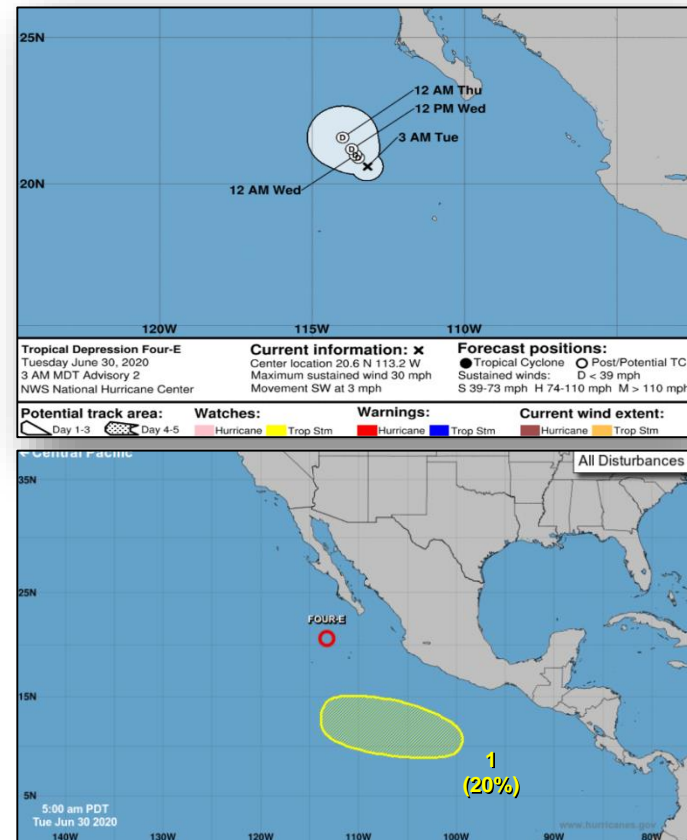 25N
12 AM Thu
12 PM Wed
3 AM Tue
20N
12 AM Wed
120W 115W 110W
Tropical Depression Four-E
Tuesday June 30, 2020
3 AM MDT Advisory 2
NWS National Hurricane Center
Current information: x
Center location 20.6 N 113.2 W
Maximum sustained wind 30 mph
Movement SW at 3 mph
Forecast positions:
Tropical Cyclone Post/Potential TC
Sustained winds: D < 39 mph
S 39-73 mph H 74-110 mph M > 110 mph
Potential track area:
Day 1-3 Day 4-5
Watches:
Hurricane Trop Stm
Warnings:
Hurricane Trop Stm
Current wind extent:
Hurricane Trop Stm
← Central Pacific
All Disturbances
35N
25N
FOUR-E
15N
1
(20%)
5N
5:00 am PDT
Tue Jun 30 2020
www.hurricanes.gov
140W 130W 120W 110W 100W 90W 80W